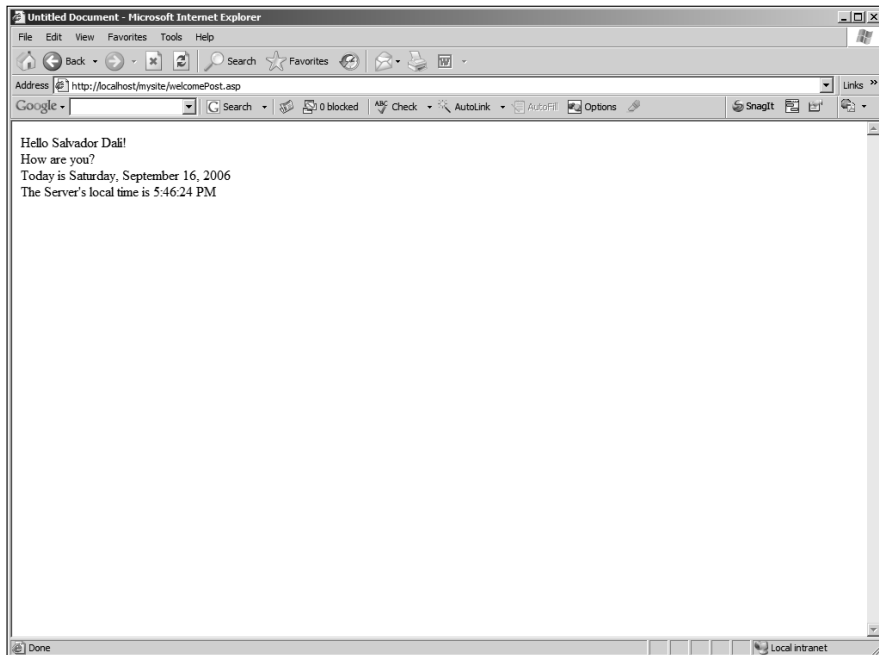 Untitled Document - Microsoft Internet Explorer
File Edit View Favorites Tools Help
Back Search Favorites
Address http://localhost/mysite/welcomePost.asp Links »
Google Search 0 blocked ABC Check AutoLink AutoFill Options SnagIt
Hello Salvador Dali!
How are you?
Today is Saturday, September 16, 2006
The Server's local time is 5:46:24 PM
Done Local intranet